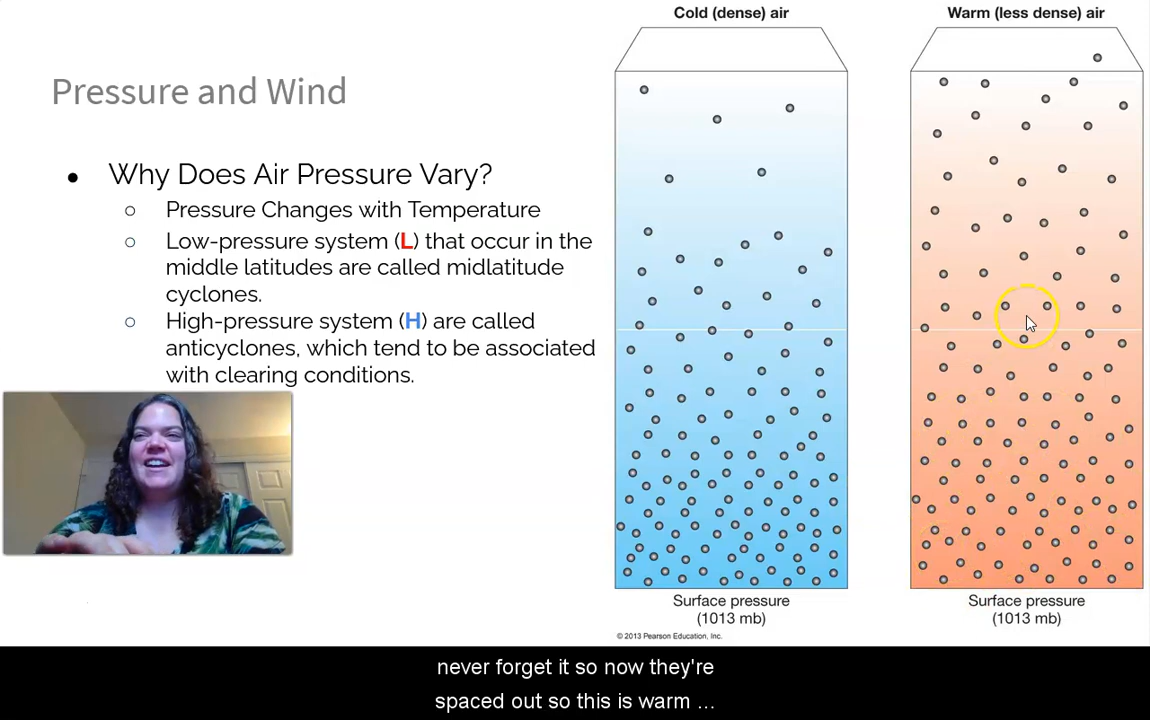 Pressure and Wind
● Why Does Air Pressure Vary?
○ Pressure Changes with Temperature
○ Low-pressure system (L) that occur in the
middle latitudes are called midlatitude
cyclones.
○ High-pressure system (H) are called
anticyclones, which tend to be associated
with clearing conditions.
Cold (dense) air
Surface pressure
(1013 mb)
© 2013 Pearson Education, Inc.
Warm (less dense) air
Surface pressure
(1013 mb)
never forget it so now they're
spaced out so this is warm ...